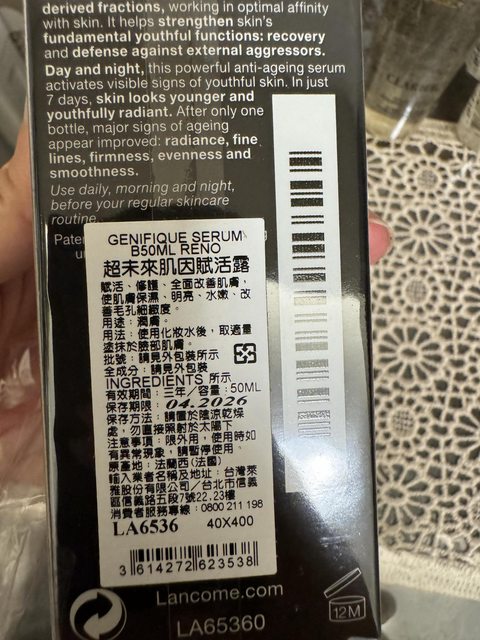 derived fractions, working in optimal affinity
with skin. It helps strengthen skin's
fundamental youthful functions: recovery
and defense against external aggressors.
Day and night, this powerful anti-ageing serum
activates visible signs of youthful skin. In just
7 days, skin looks younger and
youthfully radiant. After only one
bottle, major signs of ageing
appear improved: radiance, fine
lines, firmness, evenness and
smoothness.
Use daily, morning and night,
before your regular skincare
routine.
GENIFIQUE SERUM
B50ML RENO
超未來肌因賦活露
賦活、修護、全面改善肌膚,
使肌膚保濕、明亮、水嫩、改
善毛孔細緻度。
用途:潤膚。
用法:使用化妝水後,取適量
塗抹於臉部肌膚。
批號:請見外包裝所示
全成分:請見外包裝
INGREDIENTS 所示
有效期間:三年/容量:50ML
保存期限:04.2026
保存方法:請置於陰涼乾燥
處,勿直接照射於太陽下
注意事項:限外用,使用時如
有異常現象,請暫停使用。
原產地:法蘭西(法國)
輸入業者名稱及地址:台灣萊
雅股份有限公司/台北市信義
區信義路五段7號22.23樓
消費者服務專線:0800 211 198
LA6536 40X400
3 614272 623538
Lancome.com
LA65360
12M